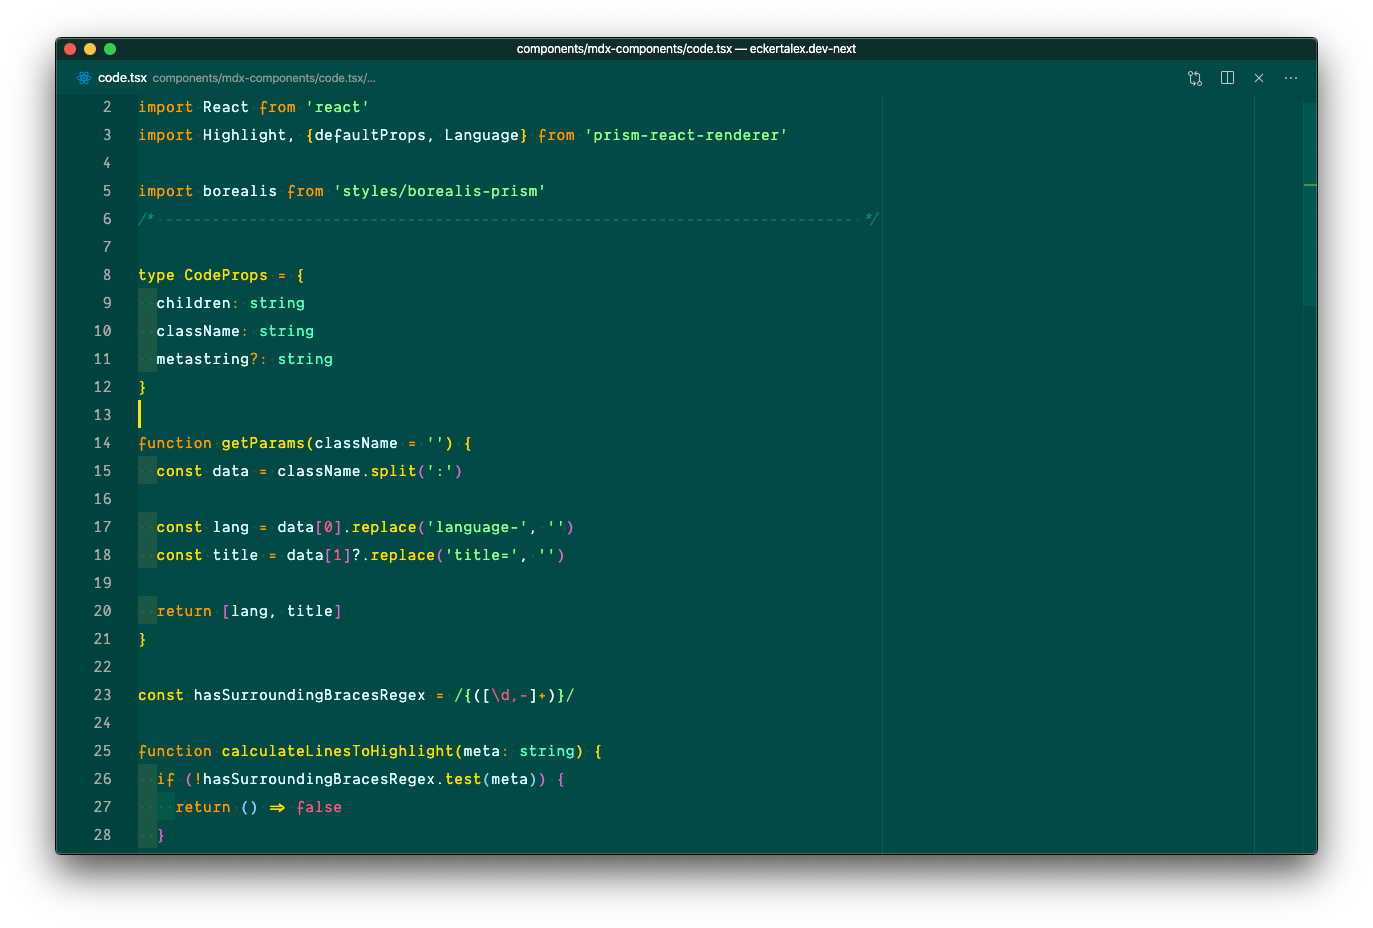 components/mdx-components/code.tsx — eckertalex.dev-next
code.tsx components/mdx-components/code.tsx/...
2 import React from 'react'
3 import Highlight, {defaultProps, Language} from 'prism-react-renderer'
4
5 import borealis from 'styles/borealis-prism'
6 /* --------------------------------------------------------------------------- */
7
8 type CodeProps = {
9   children: string
10   className: string
11   metastring?: string
12 }
13
14 function getParams(className = '') {
15   const data = className.split(':')
16
17   const lang = data[0].replace('language-', '')
18   const title = data[1]?.replace('title=', '')
19
20   return [lang, title]
21 }
22
23 const hasSurroundingBracesRegex = /{([\d,-]+)}/
24
25 function calculateLinesToHighlight(meta: string) {
26   if (!hasSurroundingBracesRegex.test(meta)) {
27     return () => false
28   }